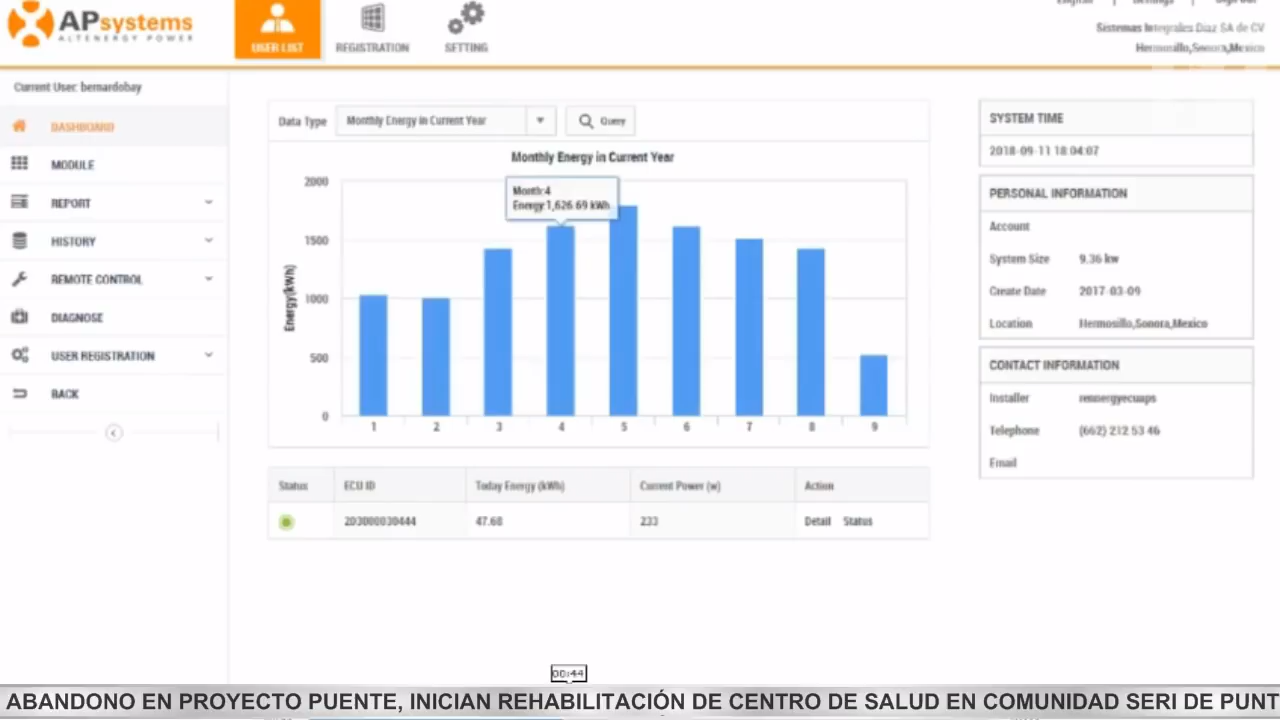 APsystems
ALTENERGY POWER
USER LIST
REGISTRATION
SETTING
English | Settings | Sign Out
Sistemas Integrales Diaz SA de CV
Hermosillo,Sonora,Mexico
Current User: bernardobay
DASHBOARD
MODULE
REPORT
HISTORY
REMOTE CONTROL
DIAGNOSE
USER REGISTRATION
BACK
Data Type
Monthly Energy in Current Year
Query
Monthly Energy in Current Year
Month:4
Energy:1,626.69 kWh
Energy(kWh)
2000
1500
1000
500
0
1 2 3 4 5 6 7 8 9
Status ECU ID Today Energy (kWh) Current Power (w) Action
203000030444 47.68 233 Detail Status
SYSTEM TIME
2018-09-11 18:04:07
PERSONAL INFORMATION
Account
System Size 9.36 kw
Create Date 2017-03-09
Location Hermosillo,Sonora,Mexico
CONTACT INFORMATION
Installer rennergyecuaps
Telephone (662) 212 53 46
Email
00:44
ABANDONO EN PROYECTO PUENTE, INICIAN REHABILITACIÓN DE CENTRO DE SALUD EN COMUNIDAD SERI DE PUNT